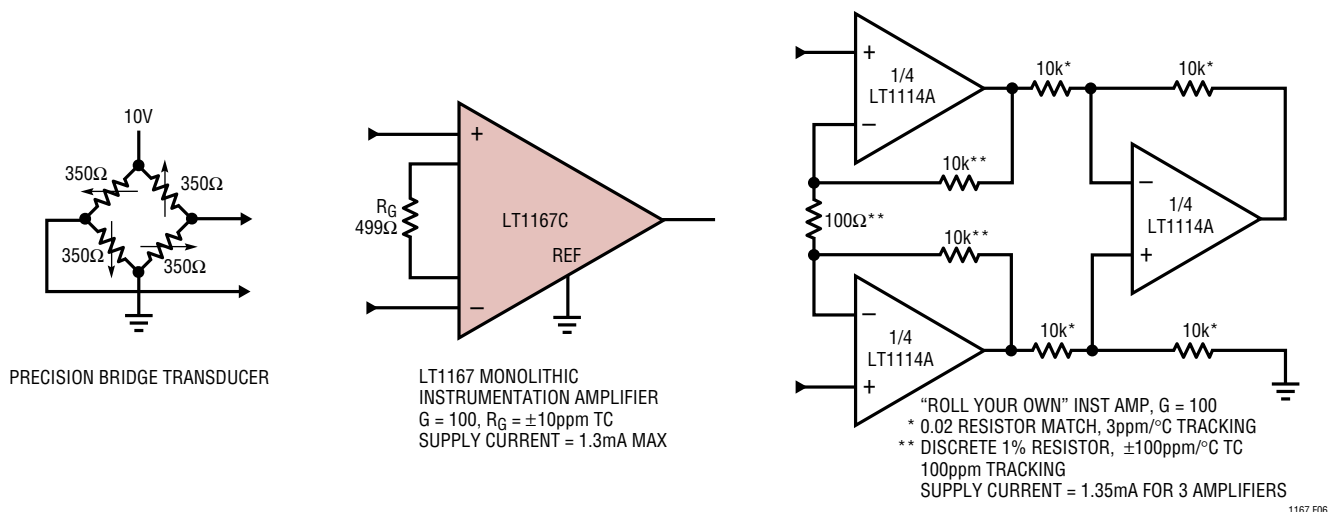 10V
350Ω
350Ω
350Ω
350Ω
PRECISION BRIDGE TRANSDUCER
+
RG
499Ω
LT1167C
REF
–
LT1167 MONOLITHIC
INSTRUMENTATION AMPLIFIER
G = 100, RG = ±10ppm TC
SUPPLY CURRENT = 1.3mA MAX
+
1/4
LT1114A
–
10k*
10k*
10k**
100Ω**
10k**
–
1/4
LT1114A
+
–
1/4
LT1114A
+
10k*
10k*
“ROLL YOUR OWN” INST AMP, G = 100
* 0.02 RESISTOR MATCH, 3ppm/°C TRACKING
** DISCRETE 1% RESISTOR, ±100ppm/°C TC
100ppm TRACKING
SUPPLY CURRENT = 1.35mA FOR 3 AMPLIFIERS
1167 F06